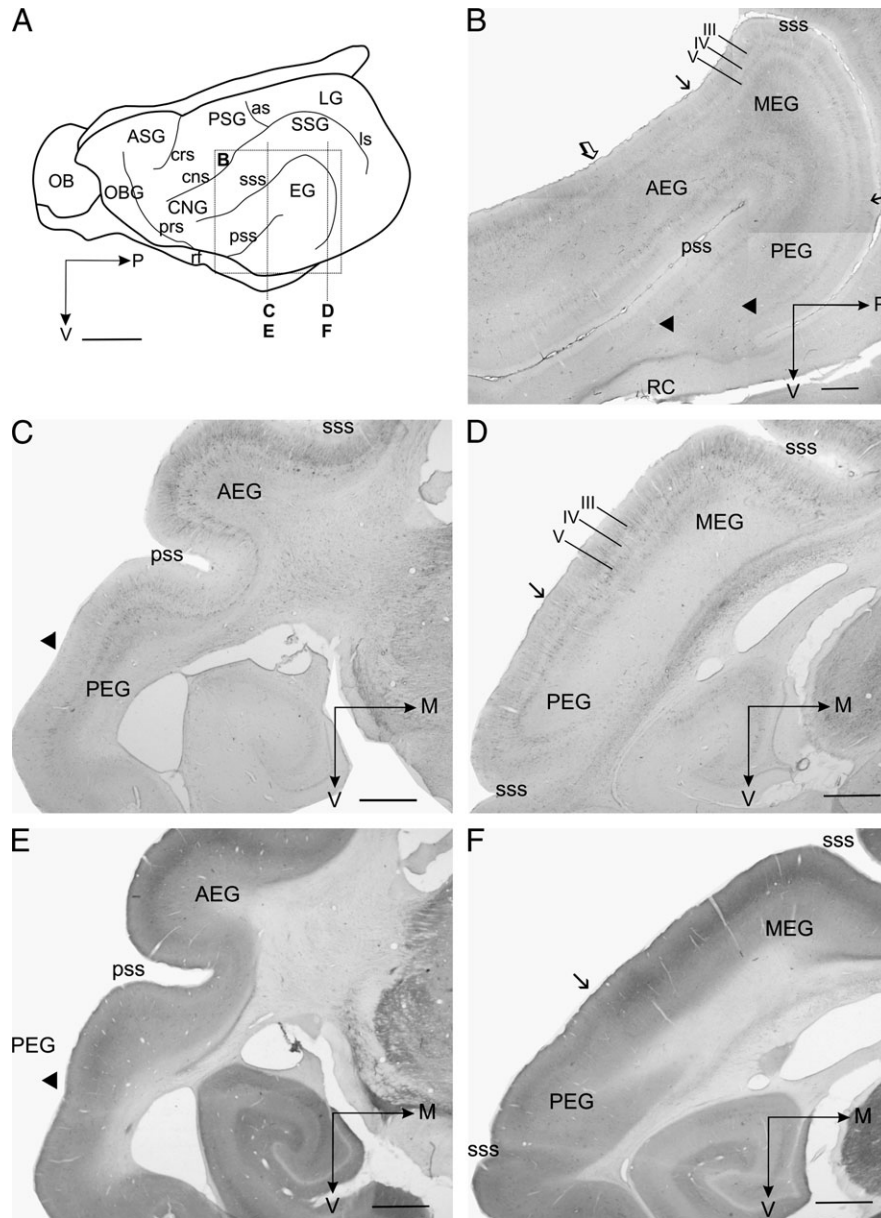 A
as
LG
PSG
SSG
ASG
ls
crs
B
OB
cns
sss
EG
OBG
CNG
prs
pss
rf
P
V
C
D
E
F
B
III
sss
IV
V
MEG
AEG
pss
PEG
RC
V
C
sss
AEG
pss
PEG
M
V
D
sss
III
IV
V
MEG
PEG
M
sss
V
E
AEG
pss
PEG
M
V
F
sss
MEG
PEG
sss
M
V